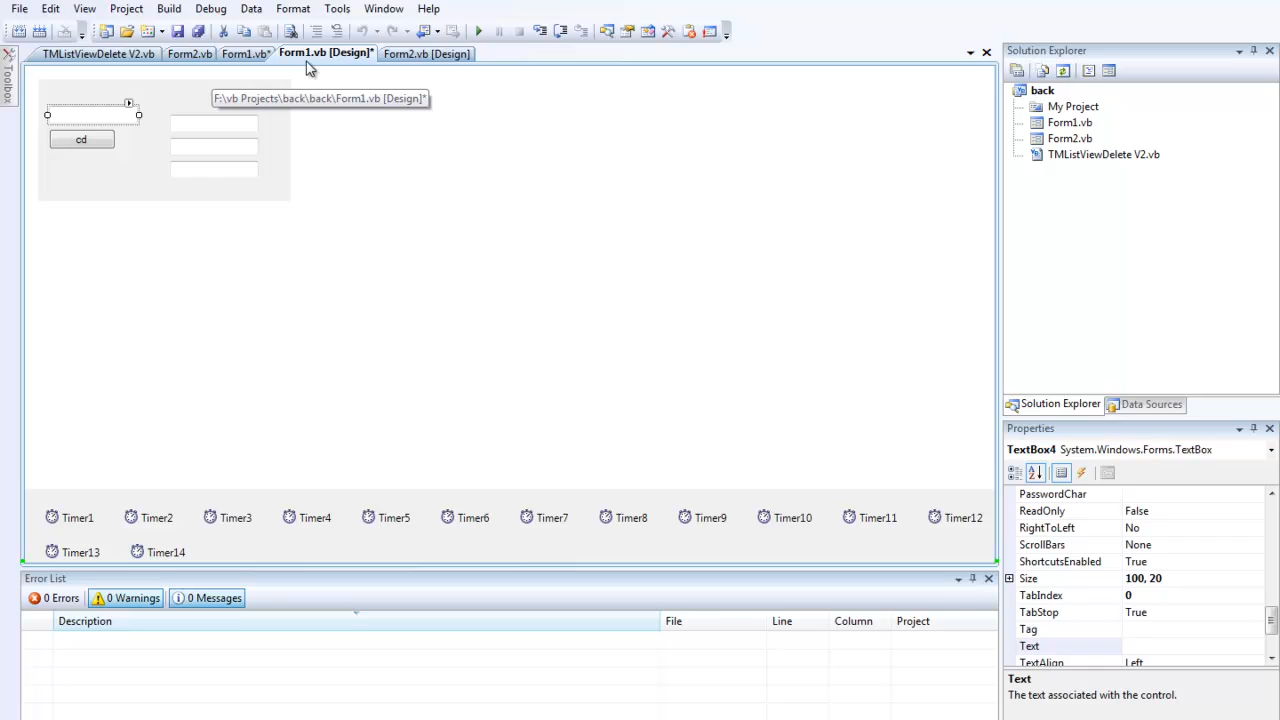 File Edit View Project Build Debug Data Format Tools Window Help
TMListViewDelete V2.vb Form2.vb Form1.vb* Form1.vb [Design]* Form2.vb [Design]
Toolbox
F:\vb Projects\back\back\Form1.vb [Design]*
cd
Timer1 Timer2 Timer3 Timer4 Timer5 Timer6 Timer7 Timer8 Timer9 Timer10 Timer11 Timer12
Timer13 Timer14
Error List
0 Errors 0 Warnings 0 Messages
Description File Line Column Project
Solution Explorer
back
My Project
Form1.vb
Form2.vb
TMListViewDelete V2.vb
Solution Explorer Data Sources
Properties
TextBox4 System.Windows.Forms.TextBox
PasswordChar
ReadOnly False
RightToLeft No
ScrollBars None
ShortcutsEnabled True
Size 100, 20
TabIndex 0
TabStop True
Tag
Text
TextAlign Left
Text
The text associated with the control.